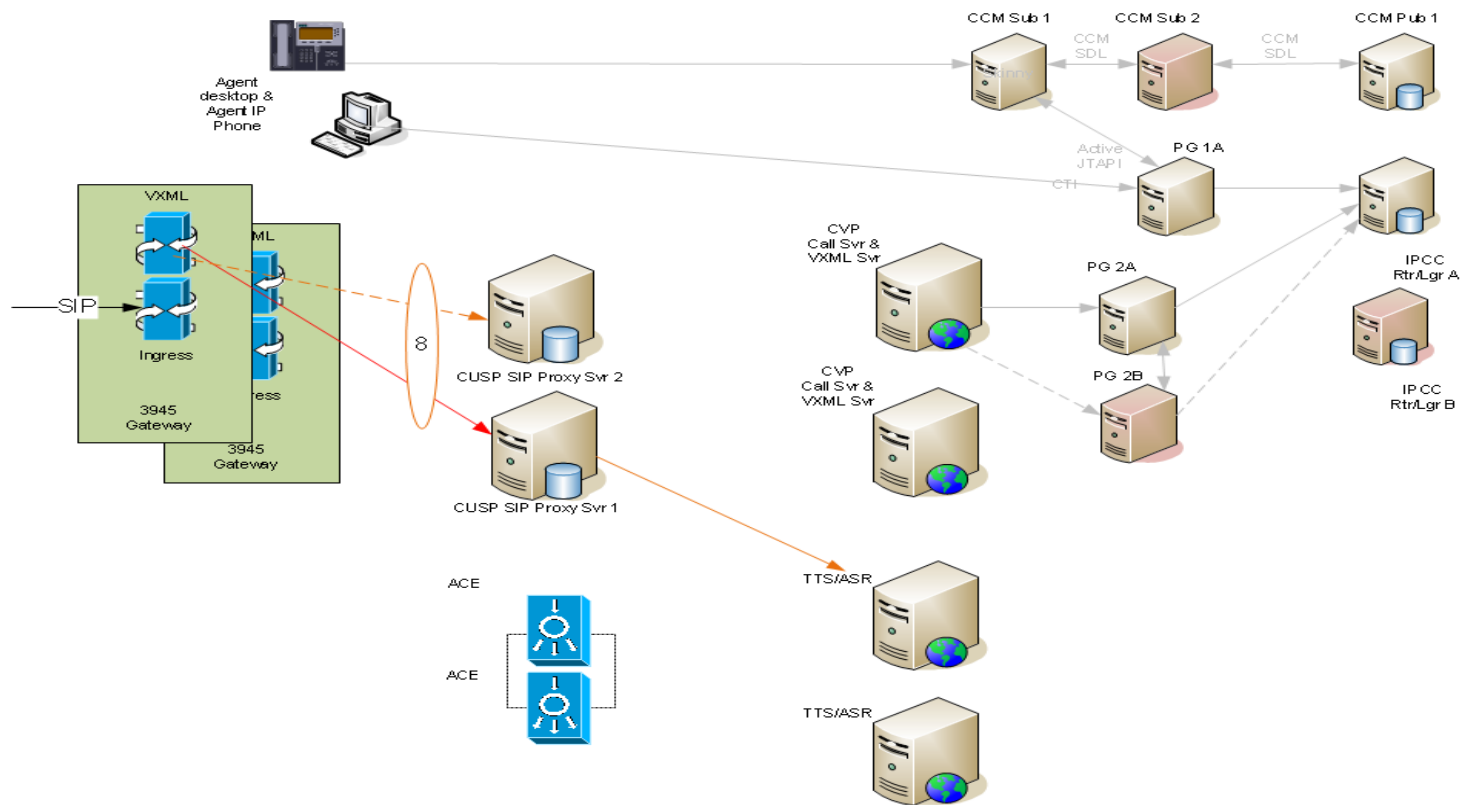 CCM Sub 1
CCM Sub 2
CCM Pub 1
CCM
SDL
CCM
SDL
Agent
desktop &
Agent IP
Phone
Active
JTAPI
PG 1A
CTI
VXML
Ingress
3945
Gateway
ML
ress
3945
Gateway
SIP
8
CUSP SIP Proxy Svr 2
CUSP SIP Proxy Svr 1
CVP
Call Svr &
VXML Svr
CVP
Call Svr &
VXML Svr
PG 2A
PG 2B
IPCC
Rtr/Lgr A
IPCC
Rtr/Lgr B
ACE
ACE
TTS/ASR
TTS/ASR